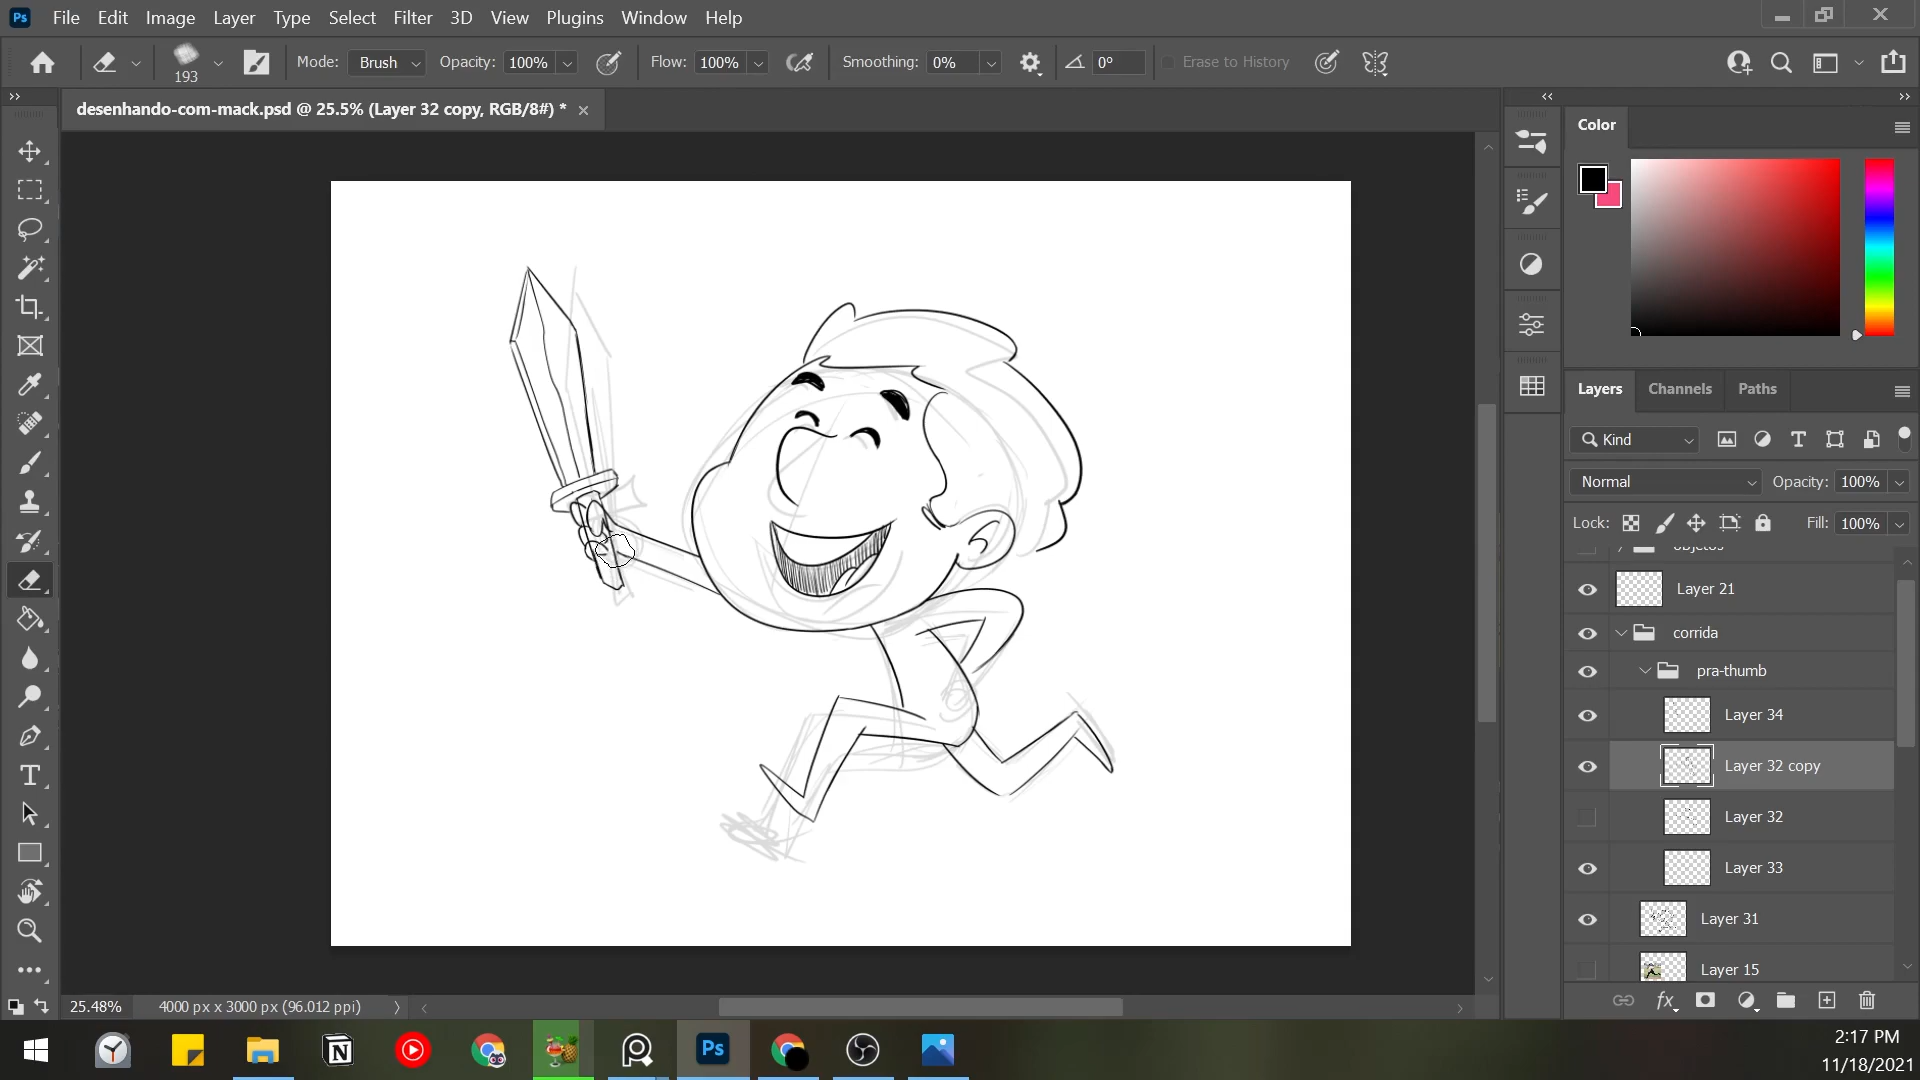 Ps File Edit Image Layer Type Select Filter 3D View Plugins Window Help
193 Mode: Brush Opacity: 100% Flow: 100% Smoothing: 0% 0° Erase to History
desenhando-com-mack.psd @ 25.5% (Layer 32 copy, RGB/8#) *
Color
Layers Channels Paths
Kind
Normal Opacity: 100%
Lock: Fill: 100%
objetos
Layer 21
corrida
pra-thumb
Layer 34
Layer 32 copy
Layer 32
Layer 33
Layer 31
Layer 15
25.48% 4000 px x 3000 px (96.012 ppi)
fx
Ps
2:17 PM
11/18/2021